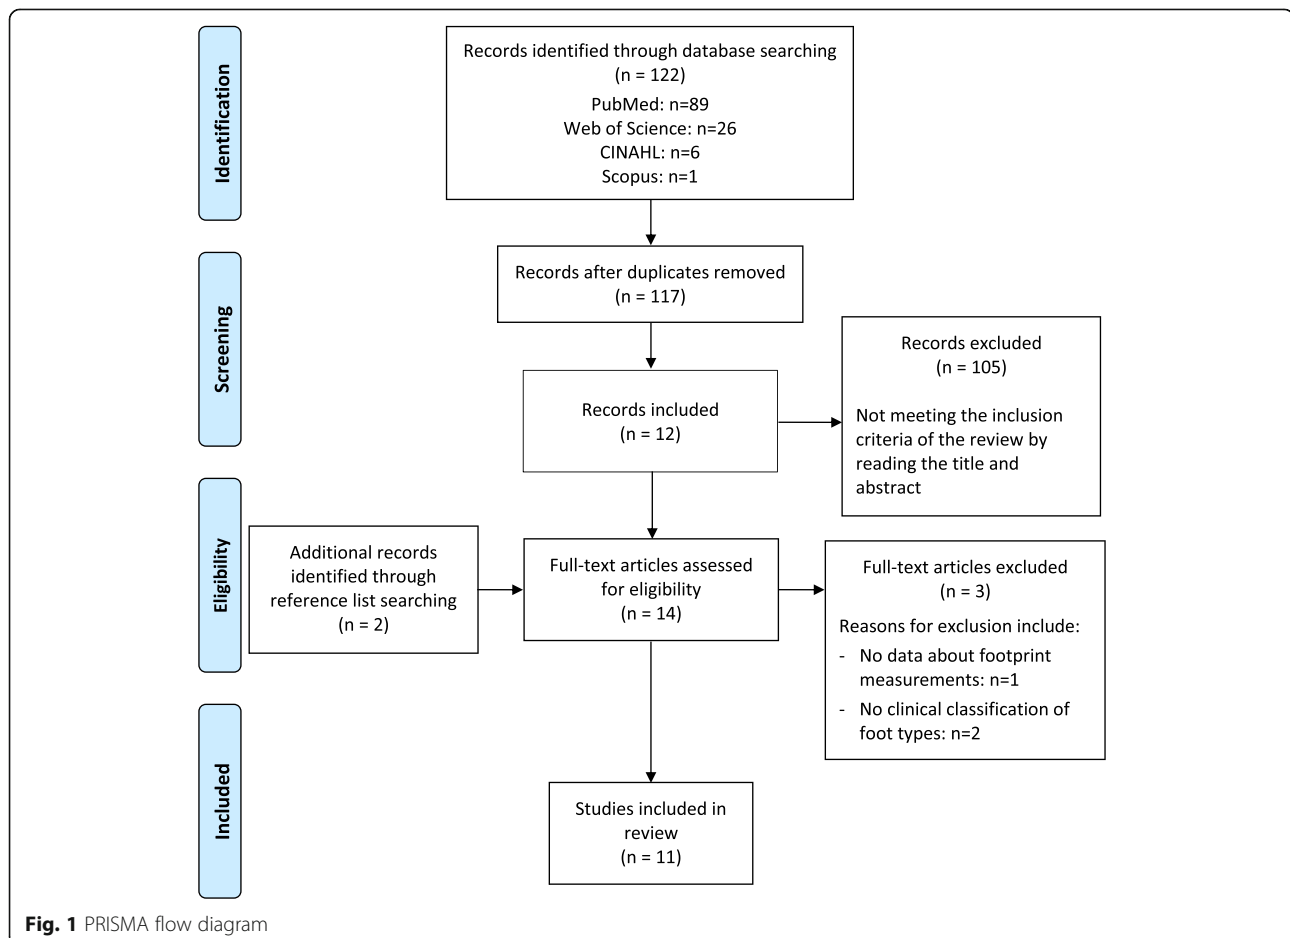 Identification
Records identified through database searching
(n = 122)
PubMed: n=89
Web of Science: n=26
CINAHL: n=6
Scopus: n=1
Screening
Records after duplicates removed
(n = 117)
Records included
(n = 12)
Records excluded
(n = 105)
Not meeting the inclusion
criteria of the review by
reading the title and
abstract
Eligibility
Additional records
identified through
reference list searching
(n = 2)
Full-text articles assessed
for eligibility
(n = 14)
Full-text articles excluded
(n = 3)
Reasons for exclusion include:
- No data about footprint
measurements: n=1
- No clinical classification of
foot types: n=2
Included
Studies included in
review
(n = 11)
Fig. 1 PRISMA flow diagram